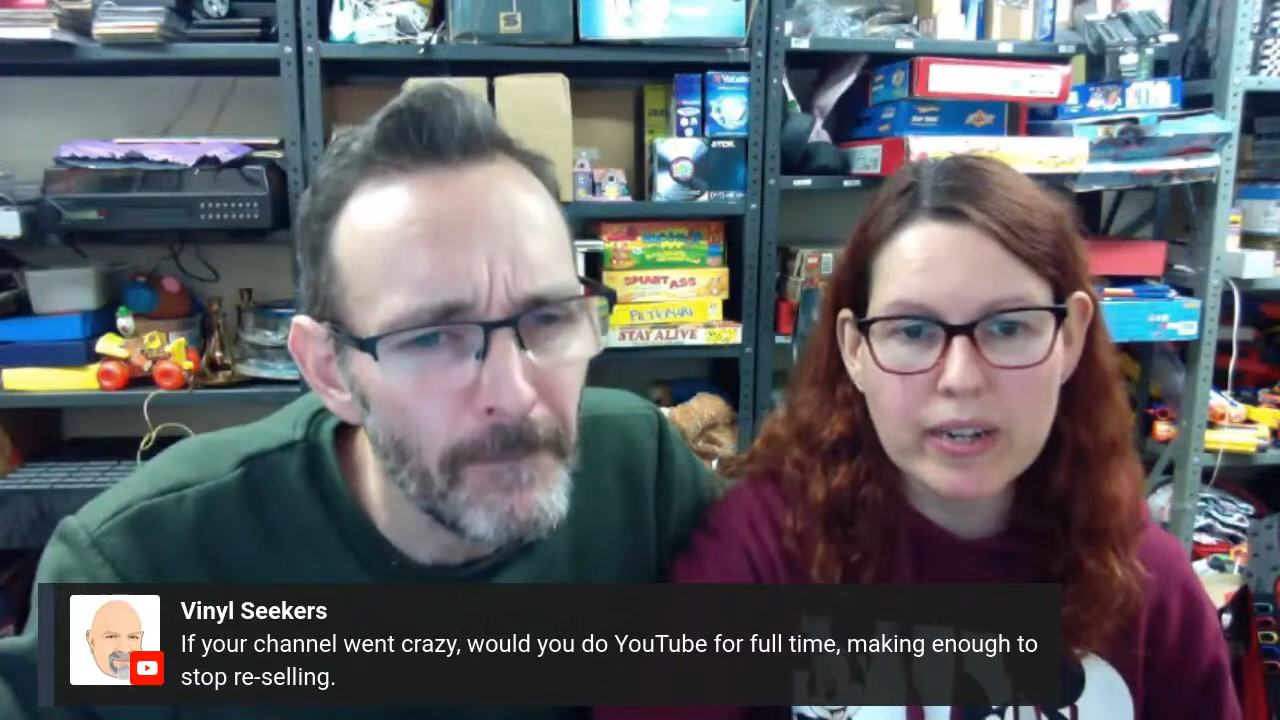 TDK
SMART ASS
PICTIONARY
STAY ALIVE
Vinyl Seekers
If your channel went crazy, would you do YouTube for full time, making enough to
stop re-selling.